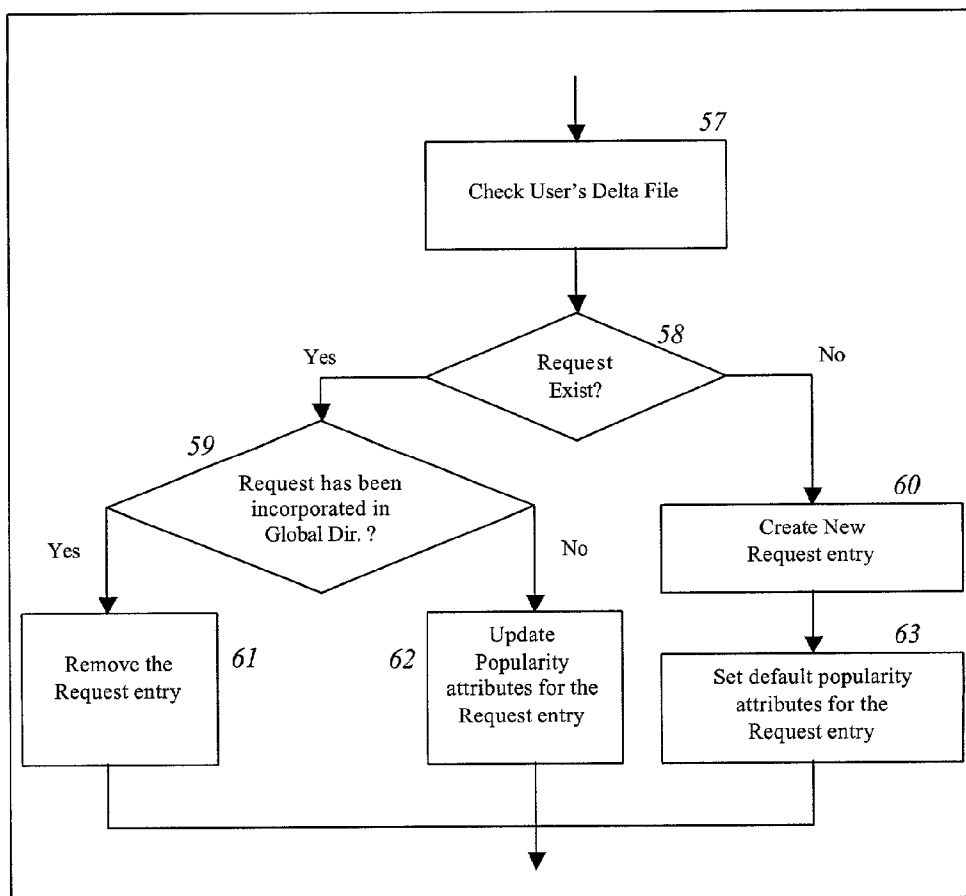 57
Check User's Delta File
58
Yes
No
Request
Exist?
59
Request has been
incorporated in
Global Dir. ?
Yes
No
60
Create New
Request entry
61
Remove the
Request entry
62
Update
Popularity
attributes for the
Request entry
63
Set default popularity
attributes for the
Request entry